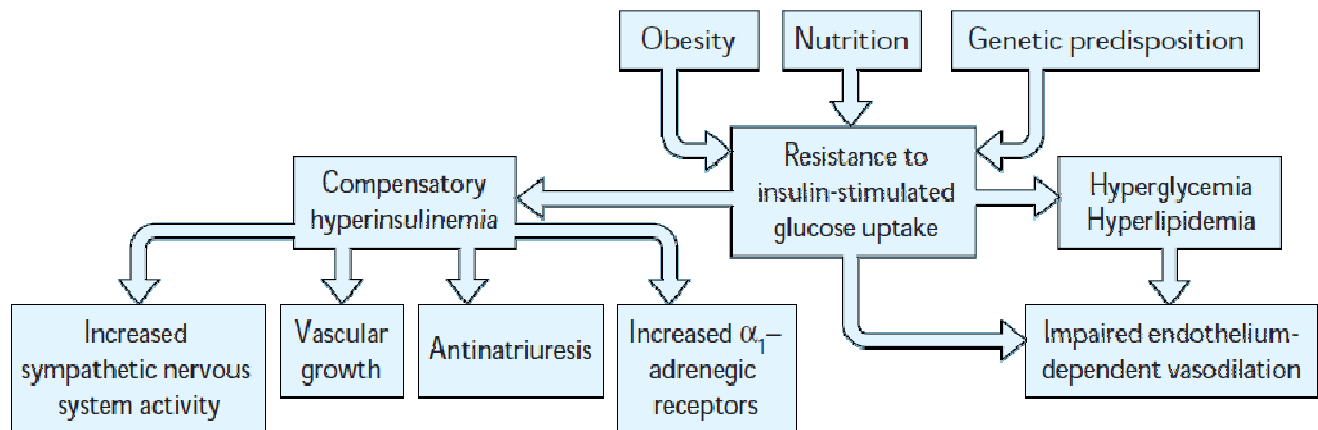 Obesity
Nutrition
Genetic predisposition
Resistance to
insulin-stimulated
glucose uptake
Compensatory
hyperinsulinemia
Hyperglycemia
Hyperlipidemia
Increased
sympathetic nervous
system activity
Vascular
growth
Antinatriuresis
Increased α₁–
adrenegic
receptors
Impaired endothelium-
dependent vasodilation